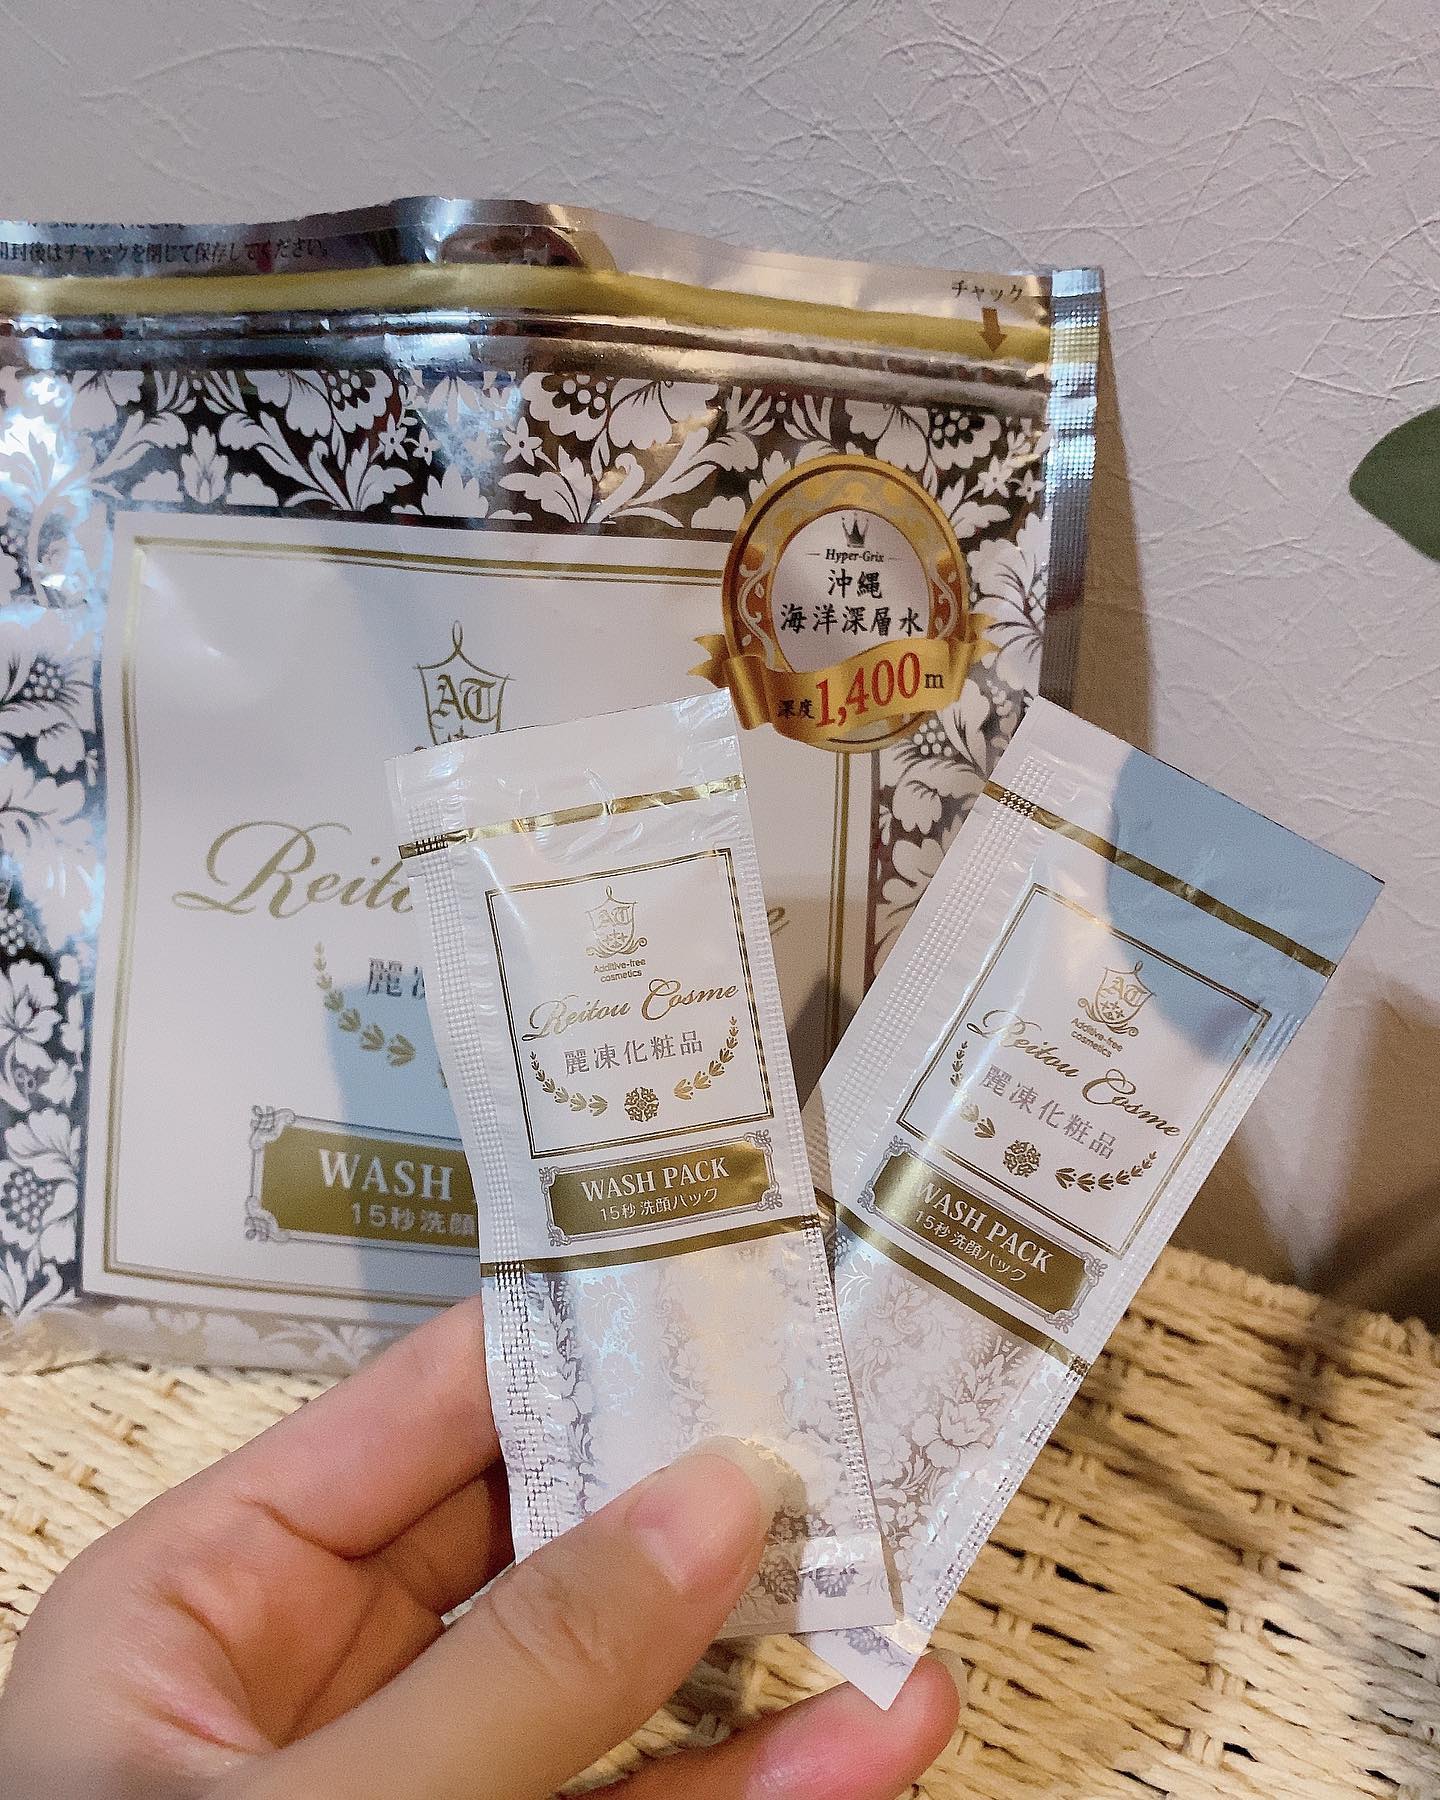 開封後はチャックを閉じて保存してください。
チャック
Hyper-Grix
沖縄
海洋深層水
深度1,400m
AT
Reitou
麗
WASH
15秒洗顔
AT
Additive-free
cosmetics
Reitou Cosme
麗凍化粧品
WASH PACK
15秒洗顔パック
AT
Additive-free
cosmetics
Reitou Cosme
麗凍化粧品
WASH PACK
15秒洗顔パック